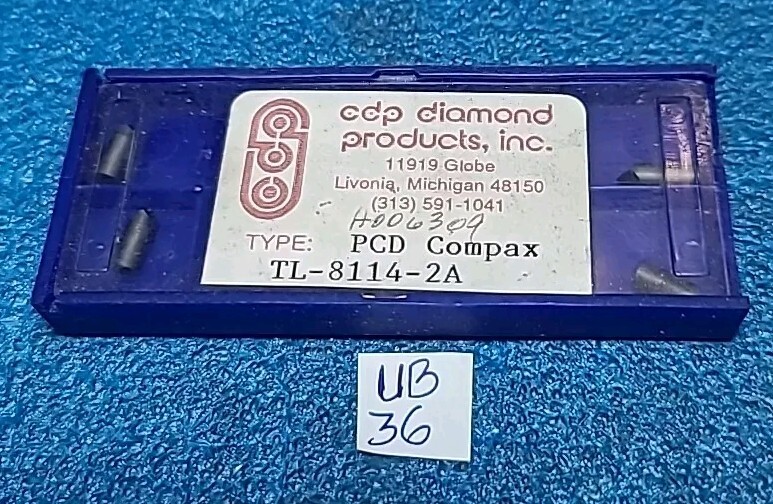 cdp diamond
products, inc.
11919 Globe
Livonia, Michigan 48150
(313) 591-1041
H006309
TYPE: PCD Compax
TL-8114-2A
UB
36